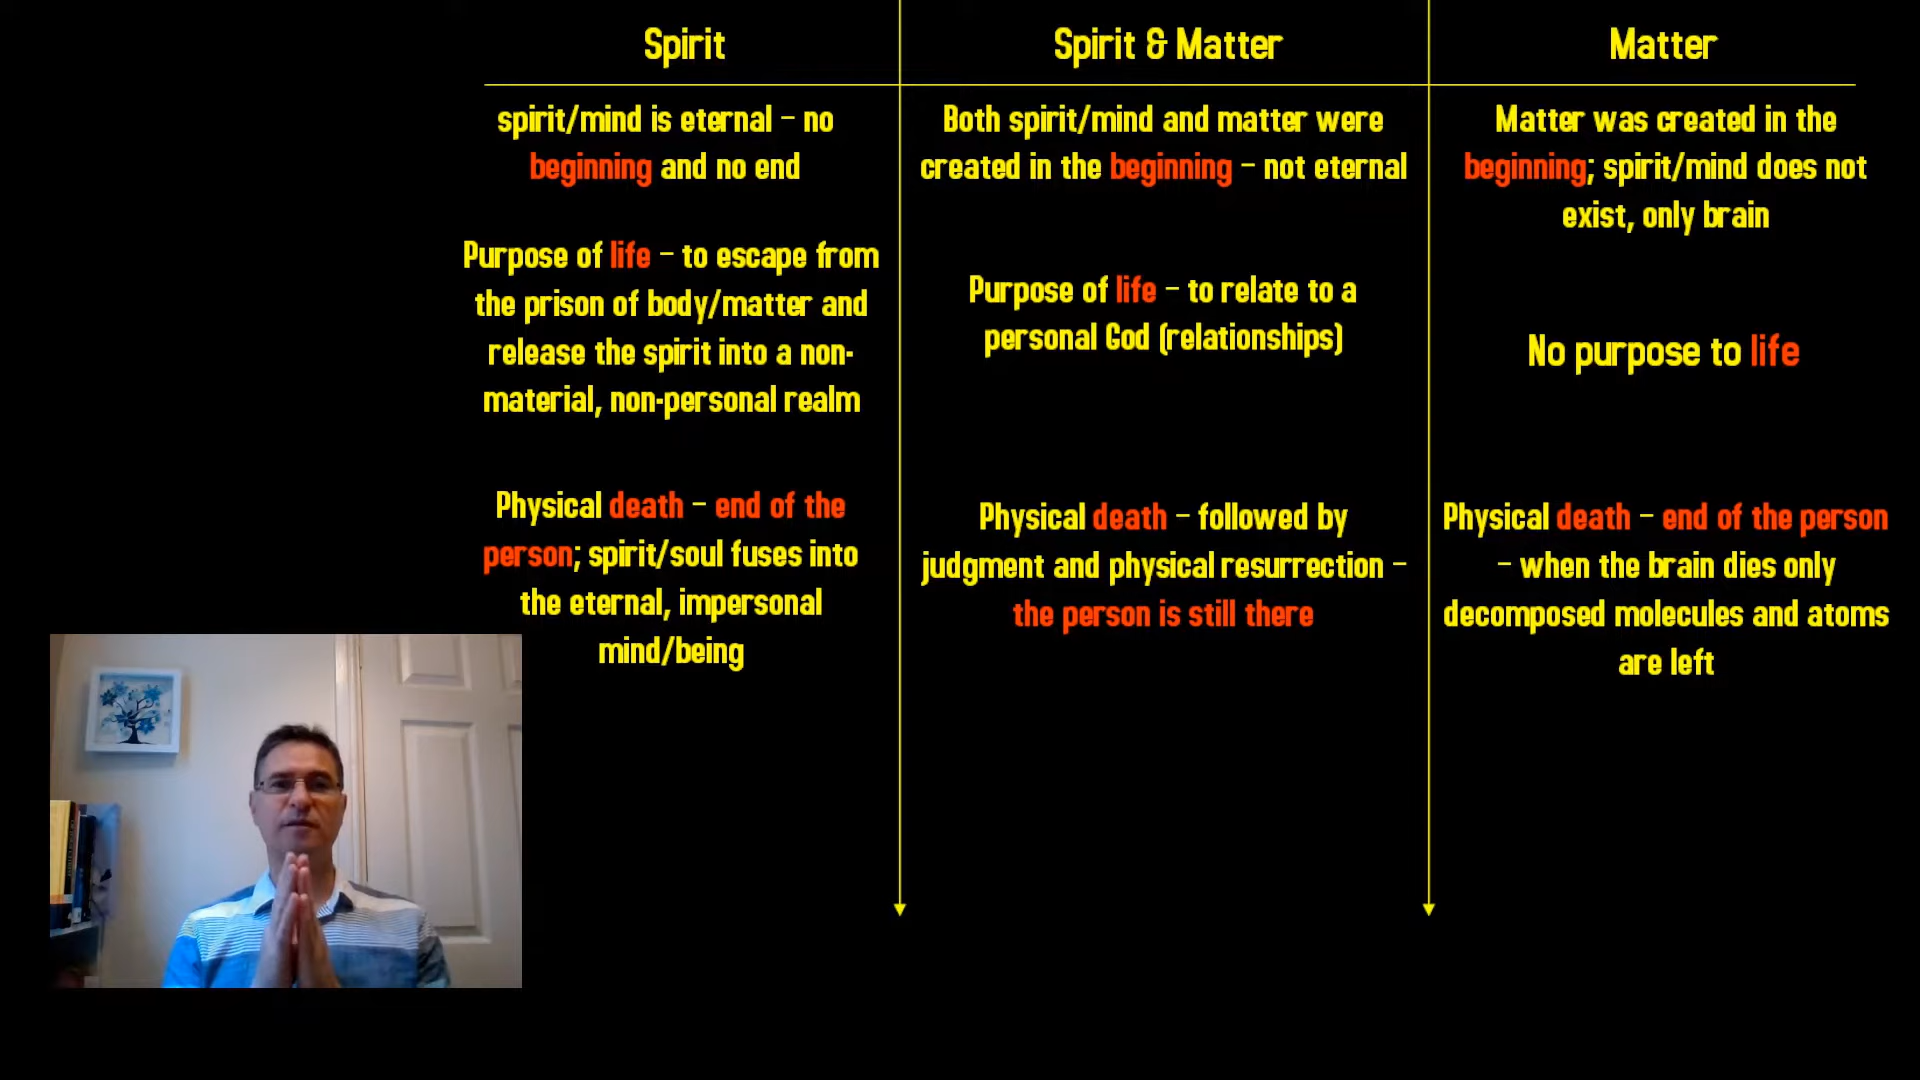 Spirit
Spirit & Matter
Matter
spirit/mind is eternal – no
beginning and no end
Both spirit/mind and matter were
created in the beginning – not eternal
Matter was created in the
beginning; spirit/mind does not
exist, only brain
Purpose of life – to escape from
the prison of body/matter and
release the spirit into a non-
material, non-personal realm
Purpose of life – to relate to a
personal God (relationships)
No purpose to life
Physical death – end of the
person; spirit/soul fuses into
the eternal, impersonal
mind/being
Physical death – followed by
judgment and physical resurrection –
the person is still there
Physical death – end of the person
– when the brain dies only
decomposed molecules and atoms
are left